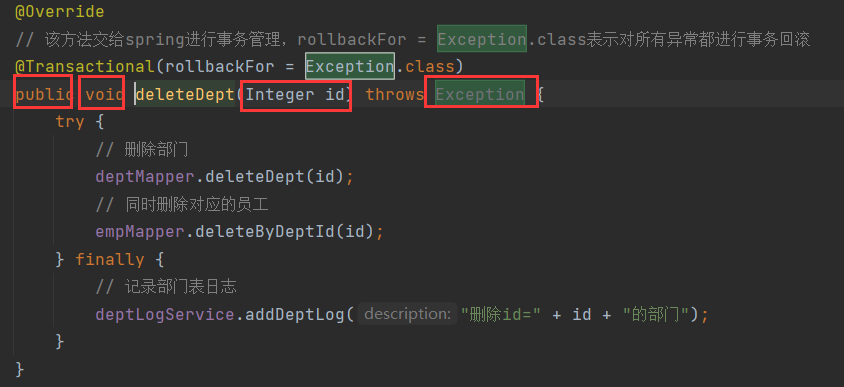 @Override
// 该方法交给spring进行事务管理，rollbackFor = Exception.class表示对所有异常都进行事务回滚
@Transactional(rollbackFor = Exception.class)
public void deleteDept(Integer id) throws Exception {
try {
// 删除部门
deptMapper.deleteDept(id);
// 同时删除对应的员工
empMapper.deleteByDeptId(id);
} finally {
// 记录部门表日志
deptLogService.addDeptLog( description: "删除id=" + id + "的部门");
}
}